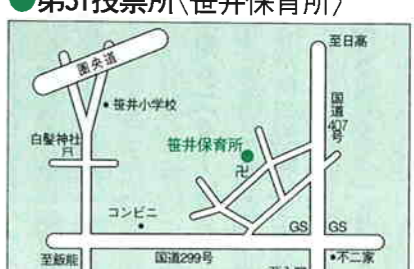 ●第31投票所〈笹井保育所〉
至日高
圏央道
笹井小学校
国道407号
白髪神社
笹井保育所
コンビニ
GS
GS
至飯能
国道299号
不二家